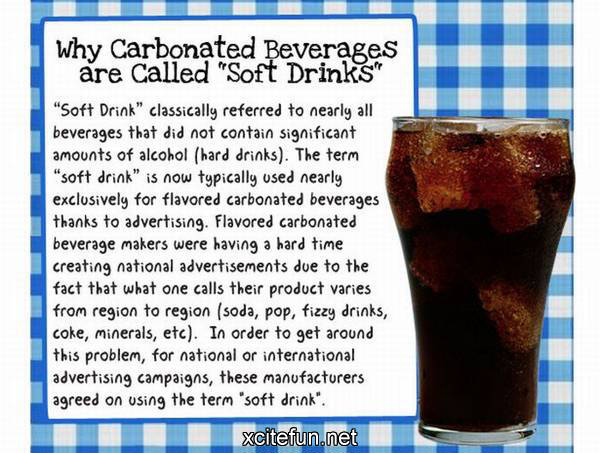 Why Carbonated Beverages
are Called "Soft Drinks"
"Soft Drink" classically referred to nearly all
beverages that did not contain significant
amounts of alcohol (hard drinks). The term
"soft drink" is now typically used nearly
exclusively for flavored carbonated beverages
thanks to advertising. Flavored carbonated
beverage makers were having a hard time
creating national advertisements due to the
fact that what one calls their product varies
from region to region (soda, pop, fizzy drinks,
coke, minerals, etc). In order to get around
this problem, for national or international
advertising campaigns, these manufacturers
agreed on using the term "soft drink".
xcitefun.net